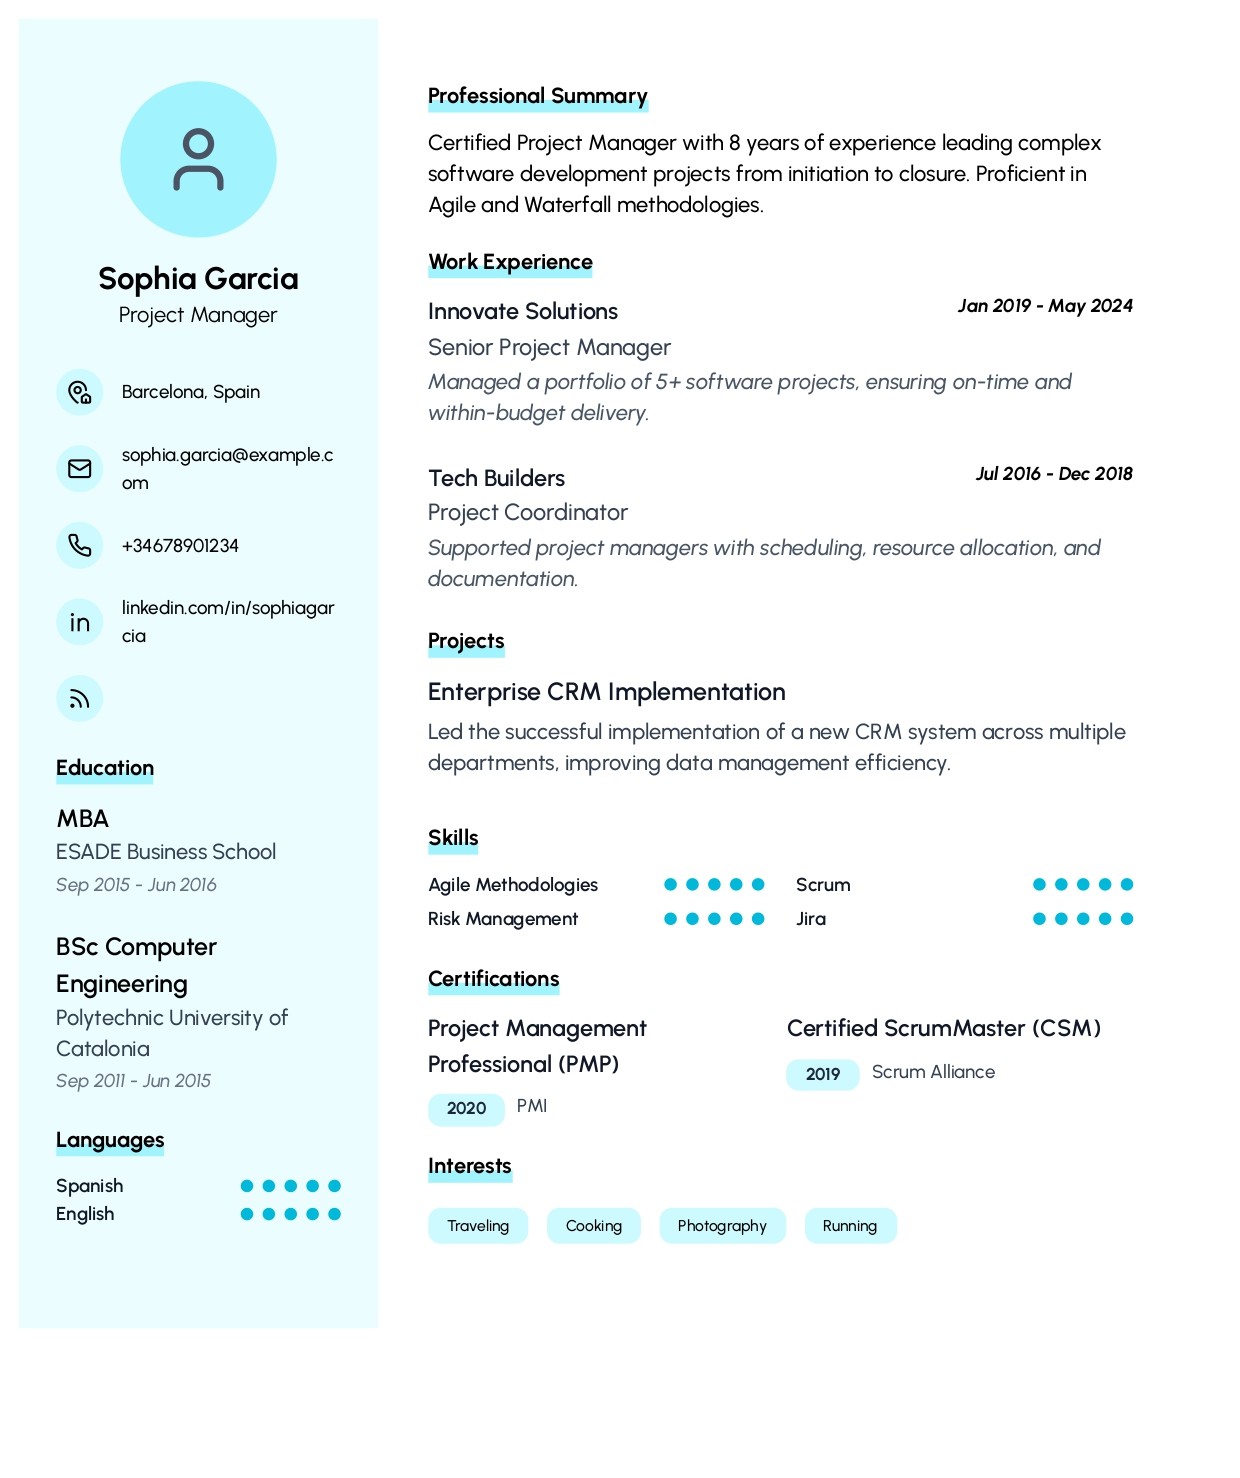 Sophia Garcia
Project Manager
Barcelona, Spain
sophia.garcia@example.c
om
+34678901234
linkedin.com/in/sophiagar
cia
Education
MBA
ESADE Business School
Sep 2015 - Jun 2016
BSc Computer
Engineering
Polytechnic University of
Catalonia
Sep 2011 - Jun 2015
Languages
Spanish
English
Professional Summary
Certified Project Manager with 8 years of experience leading complex
software development projects from initiation to closure. Proficient in
Agile and Waterfall methodologies.
Work Experience
Innovate Solutions
Jan 2019 - May 2024
Senior Project Manager
Managed a portfolio of 5+ software projects, ensuring on-time and
within-budget delivery.
Tech Builders
Jul 2016 - Dec 2018
Project Coordinator
Supported project managers with scheduling, resource allocation, and
documentation.
Projects
Enterprise CRM Implementation
Led the successful implementation of a new CRM system across multiple
departments, improving data management efficiency.
Skills
Agile Methodologies
Scrum
Risk Management
Jira
Certifications
Project Management
Professional (PMP)
2020 PMI
Certified ScrumMaster (CSM)
2019 Scrum Alliance
Interests
Traveling
Cooking
Photography
Running